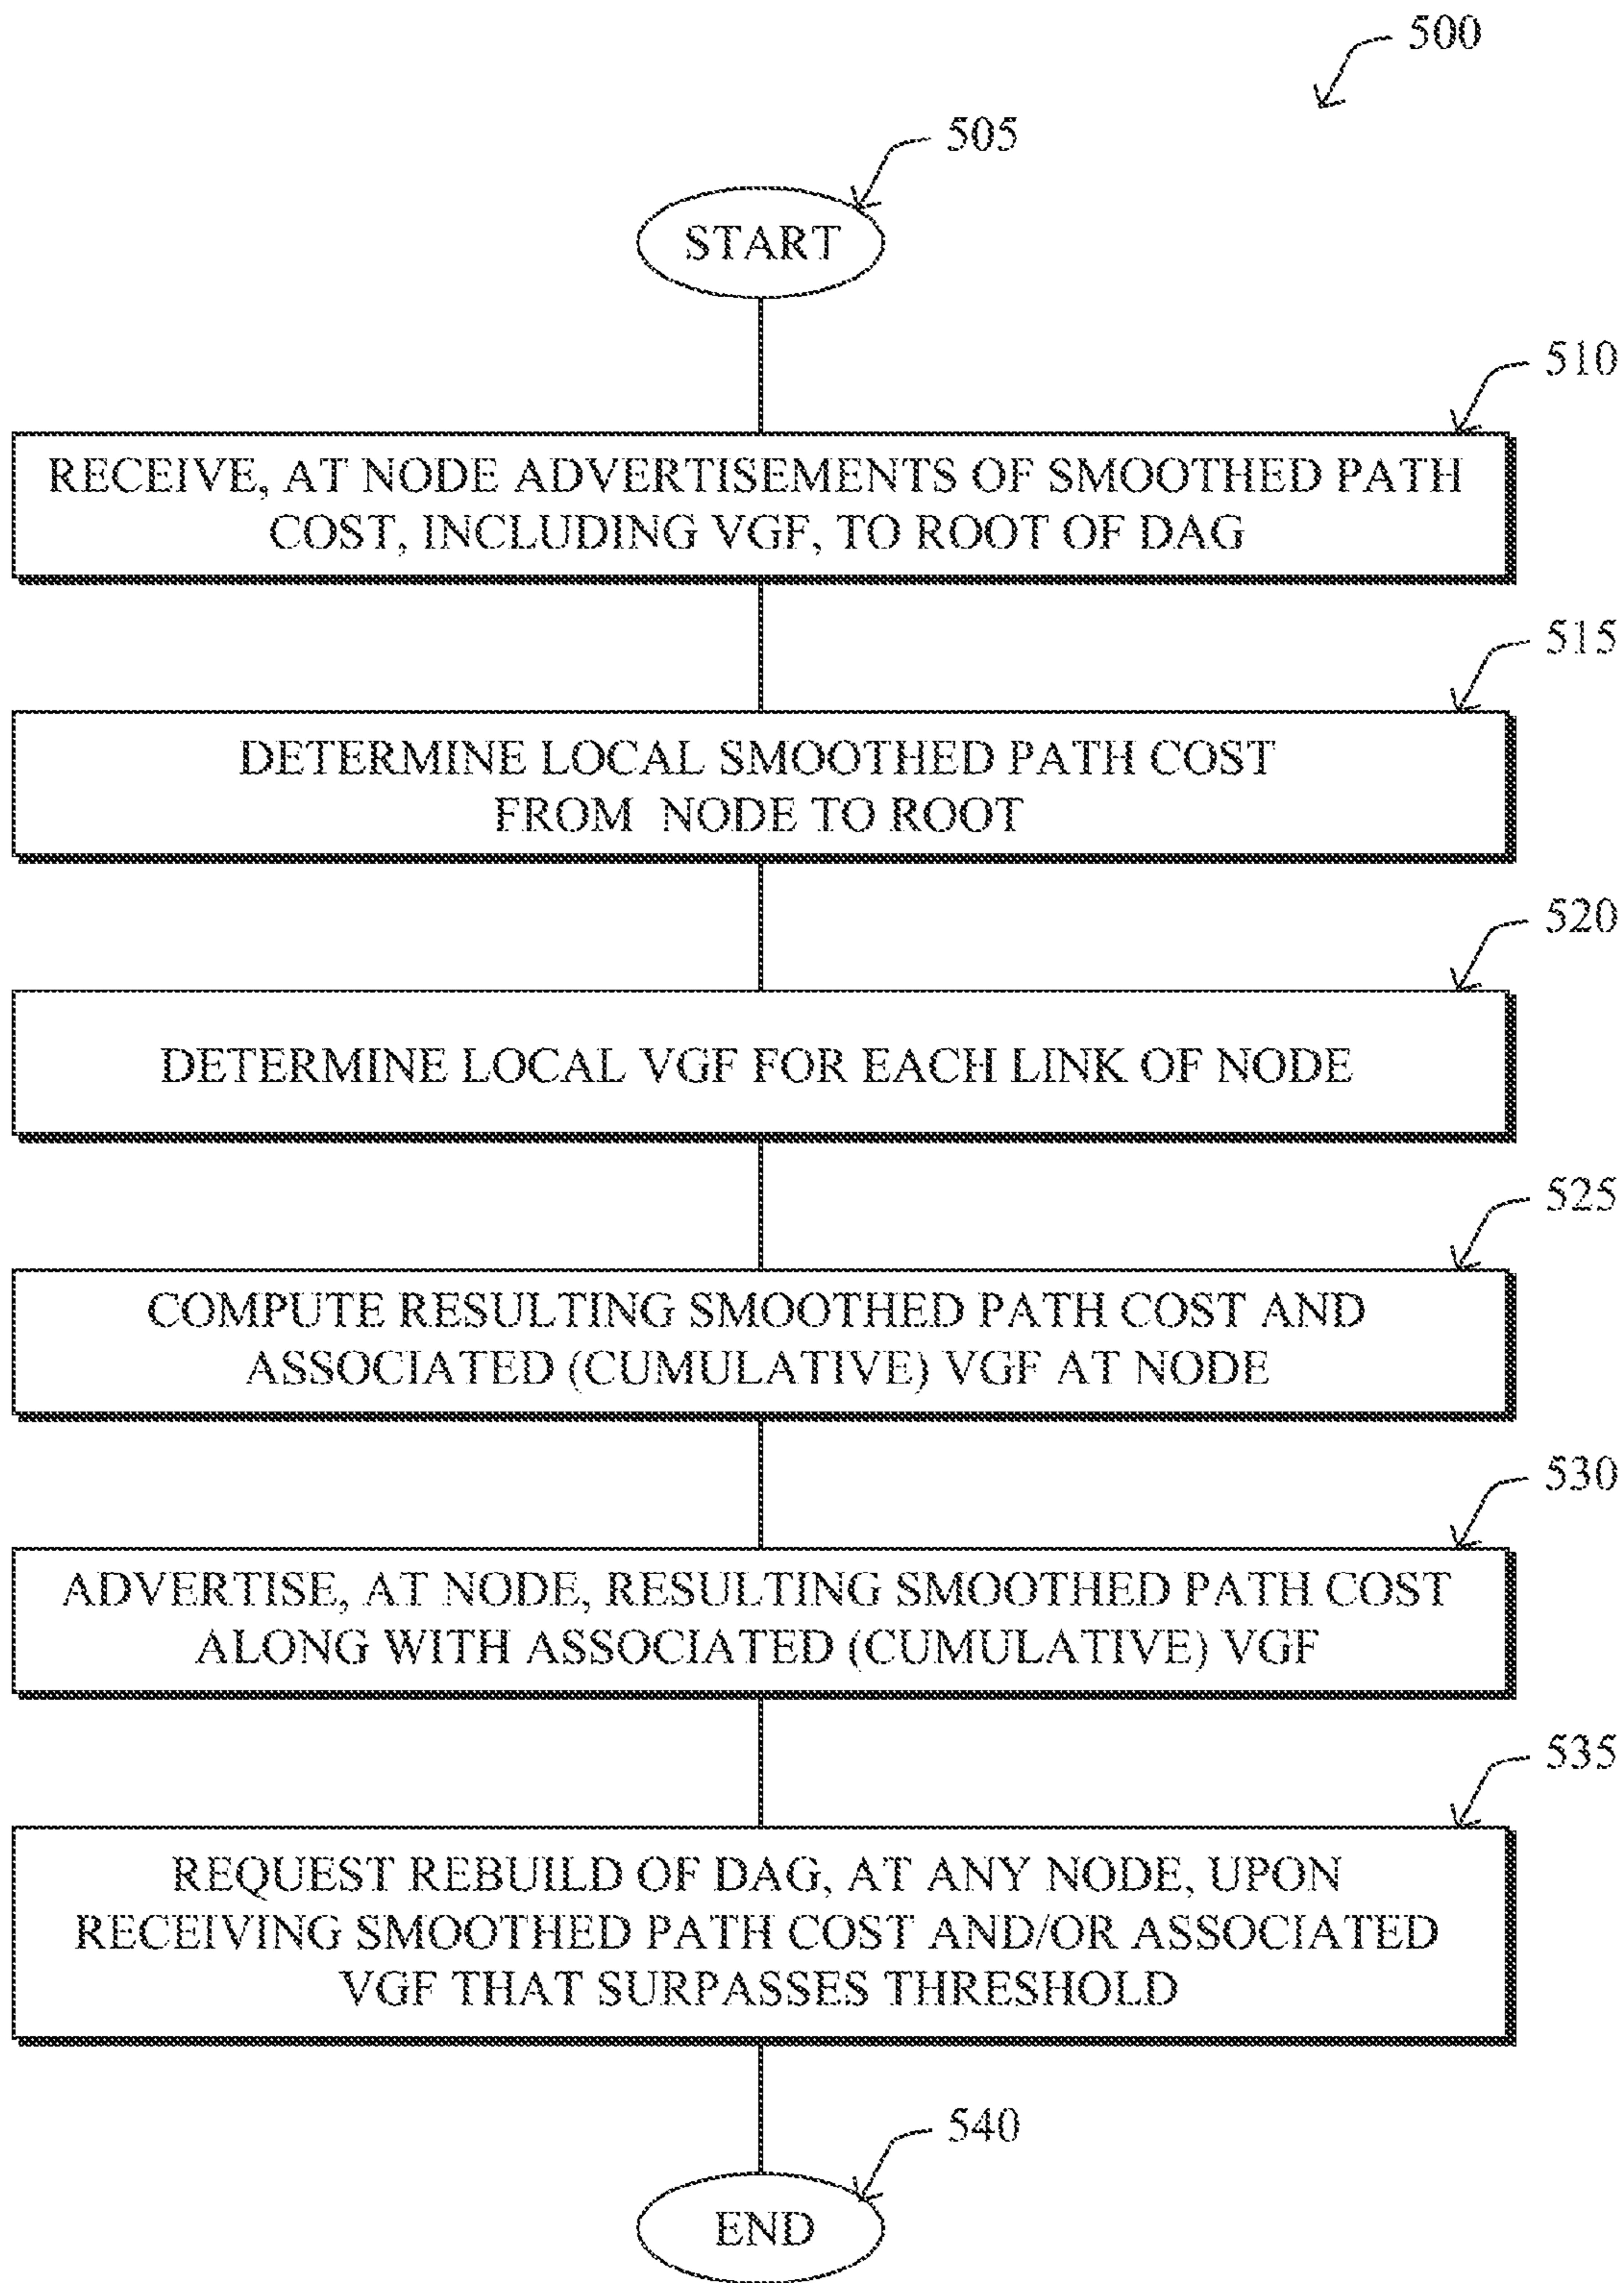 500
505
START
510
RECEIVE, AT NODE ADVERTISEMENTS OF SMOOTHED PATH
COST, INCLUDING VGF, TO ROOT OF DAG
515
DETERMINE LOCAL SMOOTHED PATH COST
FROM NODE TO ROOT
520
DETERMINE LOCAL VGF FOR EACH LINK OF NODE
525
COMPUTE RESULTING SMOOTHED PATH COST AND
ASSOCIATED (CUMULATIVE) VGF AT NODE
530
ADVERTISE, AT NODE, RESULTING SMOOTHED PATH COST
ALONG WITH ASSOCIATED (CUMULATIVE) VGF
535
REQUEST REBUILD OF DAG, AT ANY NODE, UPON
RECEIVING SMOOTHED PATH COST AND/OR ASSOCIATED
VGF THAT SURPASSES THRESHOLD
540
END